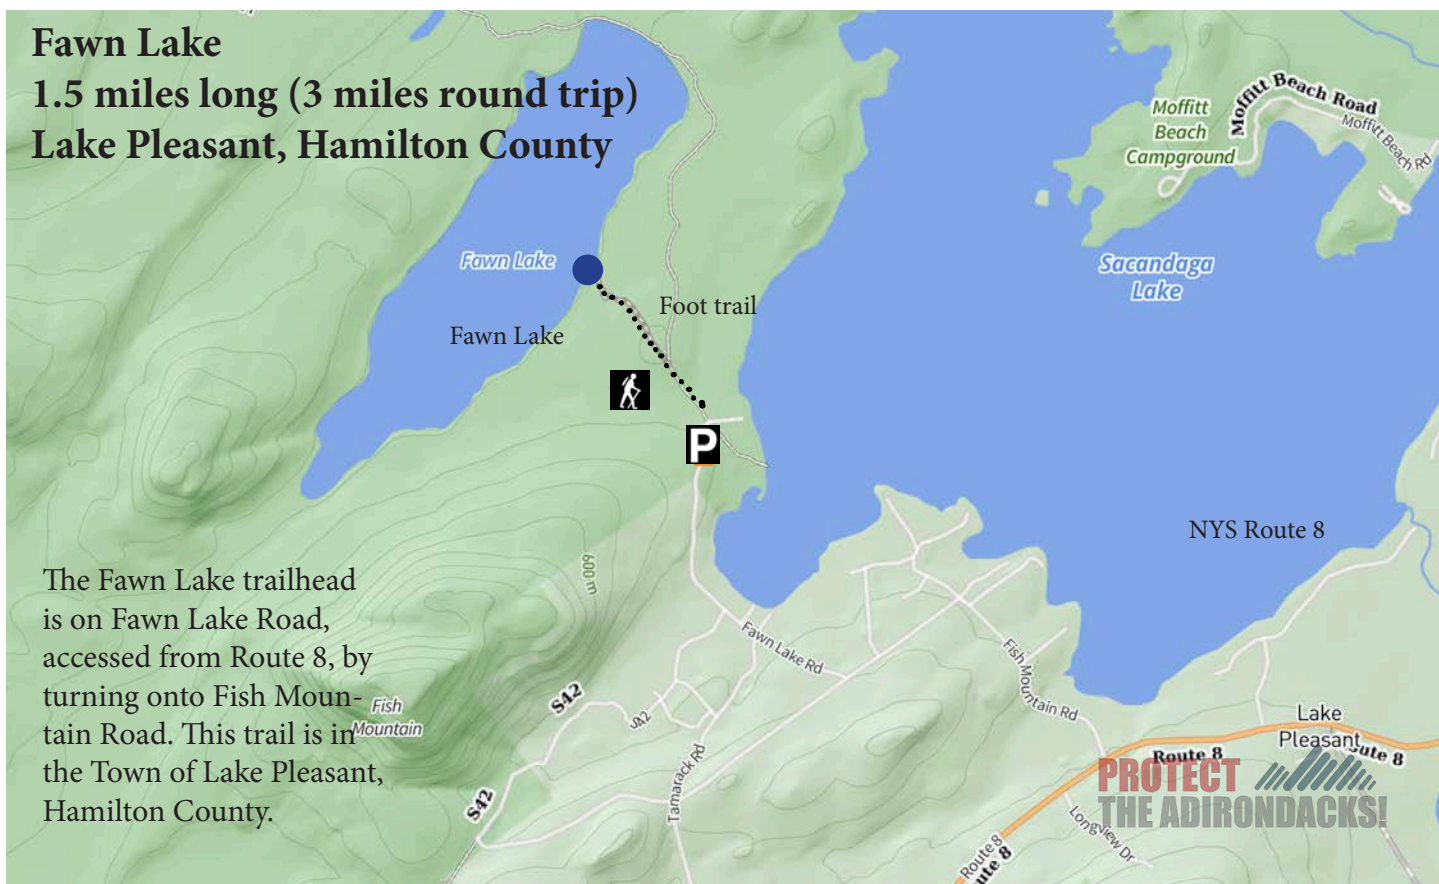 Fawn Lake
1.5 miles long (3 miles round trip)
Lake Pleasant, Hamilton County
Moffitt Beach Road
Moffitt Beach Rd
Moffitt
Beach
Campground
Fawn Lake
Sacandaga
Lake
Foot trail
Fawn Lake
P
NYS Route 8
600 m
The Fawn Lake trailhead
is on Fawn Lake Road,
accessed from Route 8, by
turning onto Fish Moun-
tain Road. This trail is in
the Town of Lake Pleasant,
Hamilton County.
Fish
Mountain
Fawn Lake Rd
Fish Mountain Rd
S42
S42
Tamarack Rd
Lake
Pleasant
Route 8
Route 8
PROTECT
THE ADIRONDACKS!
Longview Dr
Route 8